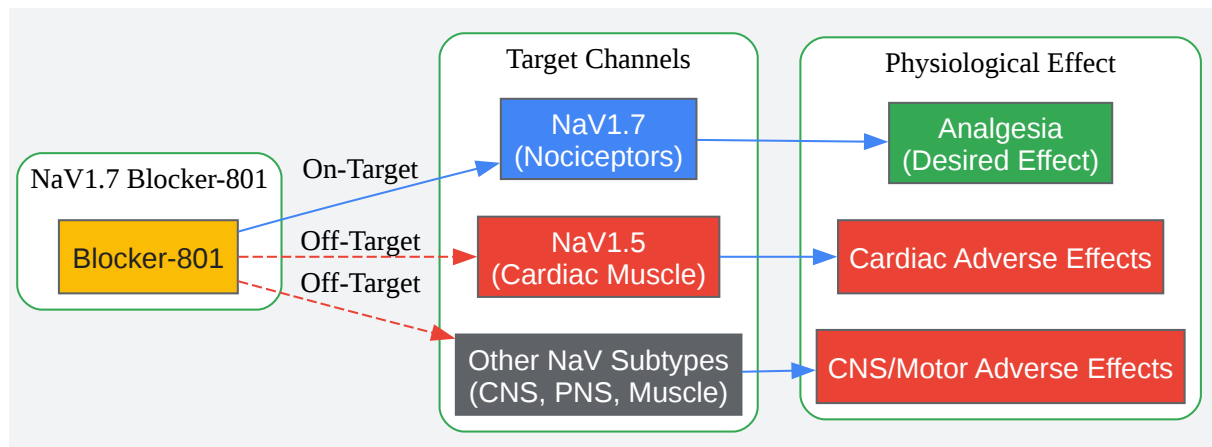 NaV1.7 Blocker-801
Blocker-801
On-Target
Off-Target
Off-Target
Target Channels
NaV1.7
(Nociceptors)
NaV1.5
(Cardiac Muscle)
Other NaV Subtypes
(CNS, PNS, Muscle)
Physiological Effect
Analgesia
(Desired Effect)
Cardiac Adverse Effects
CNS/Motor Adverse Effects